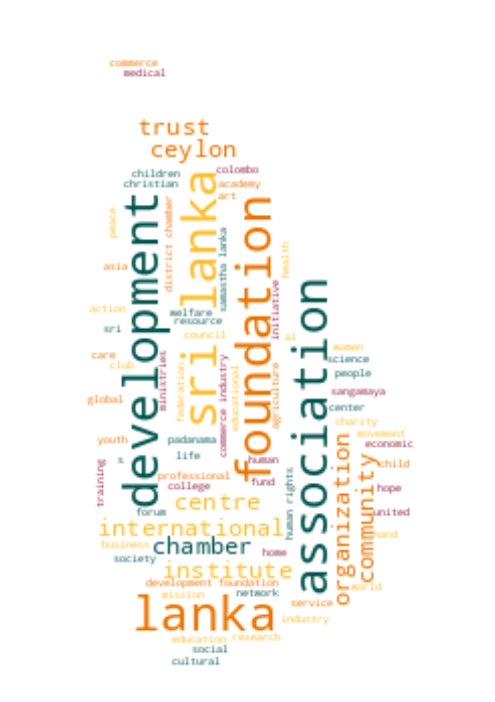 commerce
medical
trust
ceylon
children
colombo
christian
academy
art
development
sri lanka
foundation
association
peace
district chamber
samastha lanka
health
asia
initiative
action
welfare
resource
sri
council
al
women
science
care
club
ministries
federation
commerce industry
educational
agriculture
people
sangamaya
global
center
charity
youth
padanama
movement
economic
s
life
human
child
training
professional
college
fund
human rights
organization
community
hope
centre
forum
united
international
hand
business
chamber
society
home
institute
development foundation
world
mission
network
lanka
service
industry
education
research
social
cultural